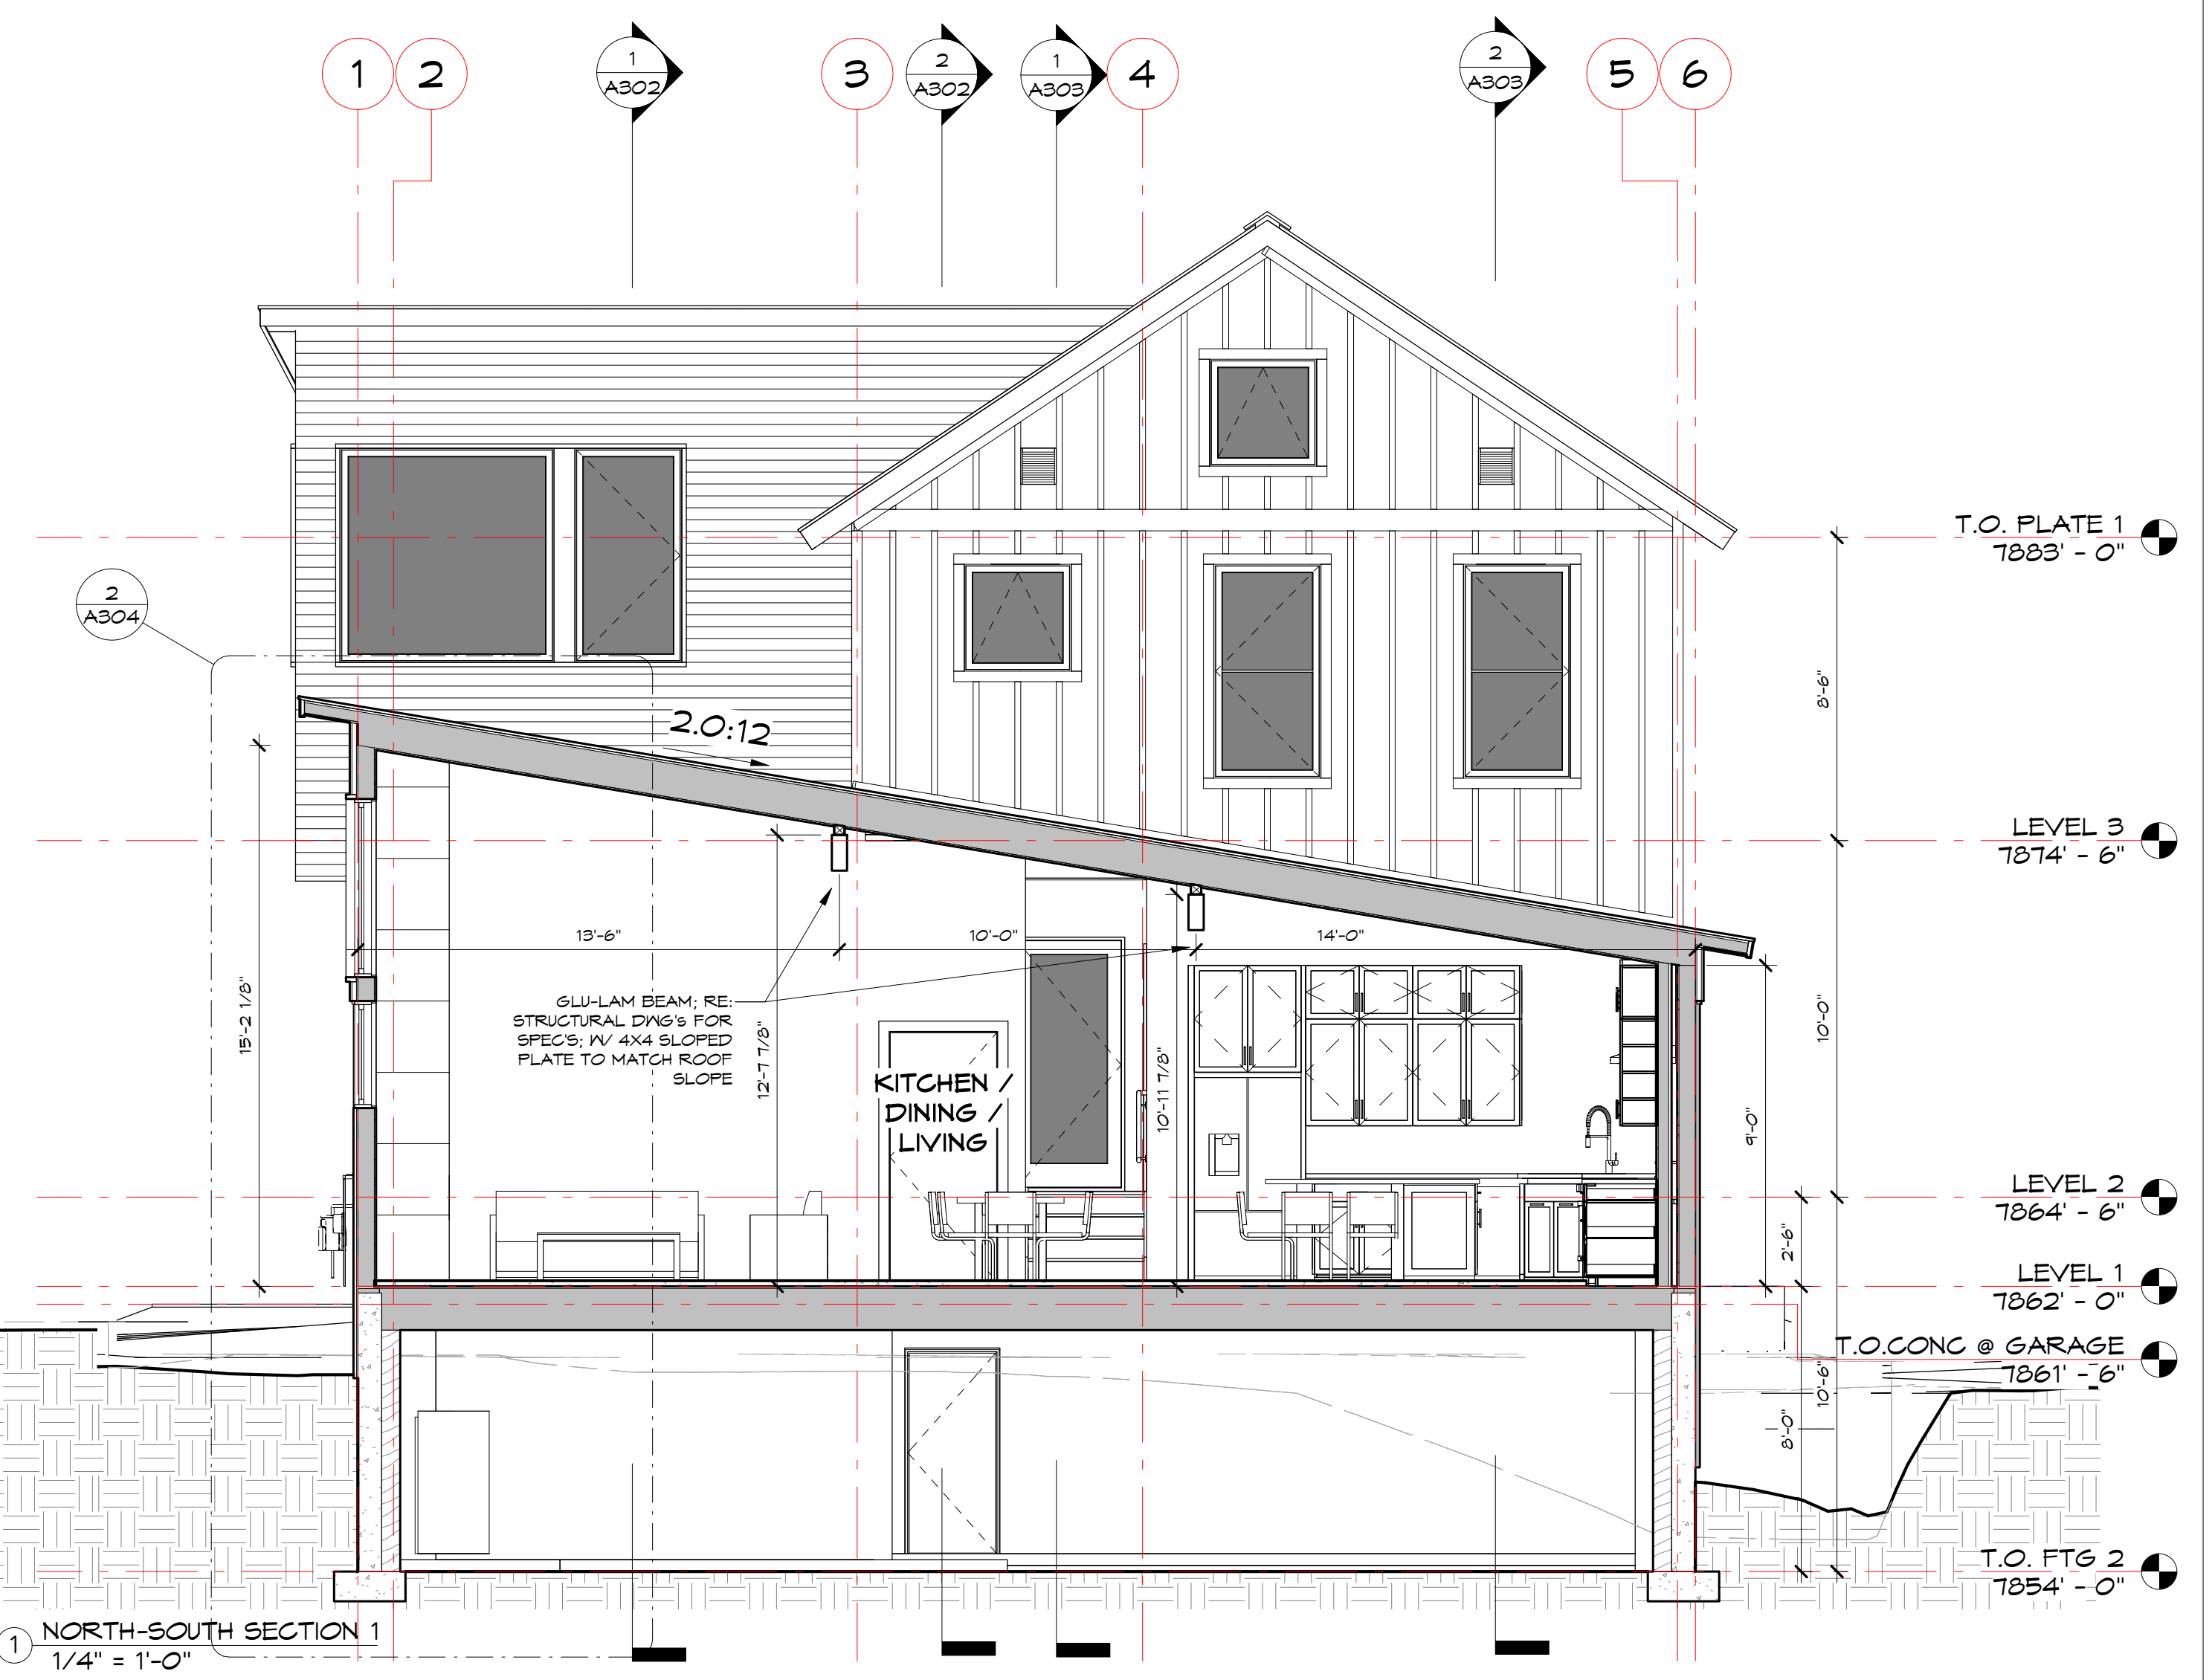 1
2
1
A302
3
2
A302
1
A303
4
2
A303
5
6
T.O. PLATE 1
7883' - 0"
2
A304
8'-6"
2.0:12
LEVEL 3
7874' - 6"
13'-6"
10'-0"
14'-0"
15'-2 1/8"
GLU-LAM BEAM; RE:
STRUCTURAL DWG's FOR
SPEC'S; W/ 4X4 SLOPED
PLATE TO MATCH ROOF
SLOPE
12'-7 7/8"
KITCHEN /
DINING /
LIVING
10'-11 7/8"
9'-0"
10'-0"
LEVEL 2
7864' - 6"
2'-6"
LEVEL 1
7862' - 0"
T.O.CONC @ GARAGE
7861' - 6"
10'-6"
8'-0"
T.O. FTG 2
7854' - 0"
1
NORTH-SOUTH SECTION 1
1/4" = 1'-0"